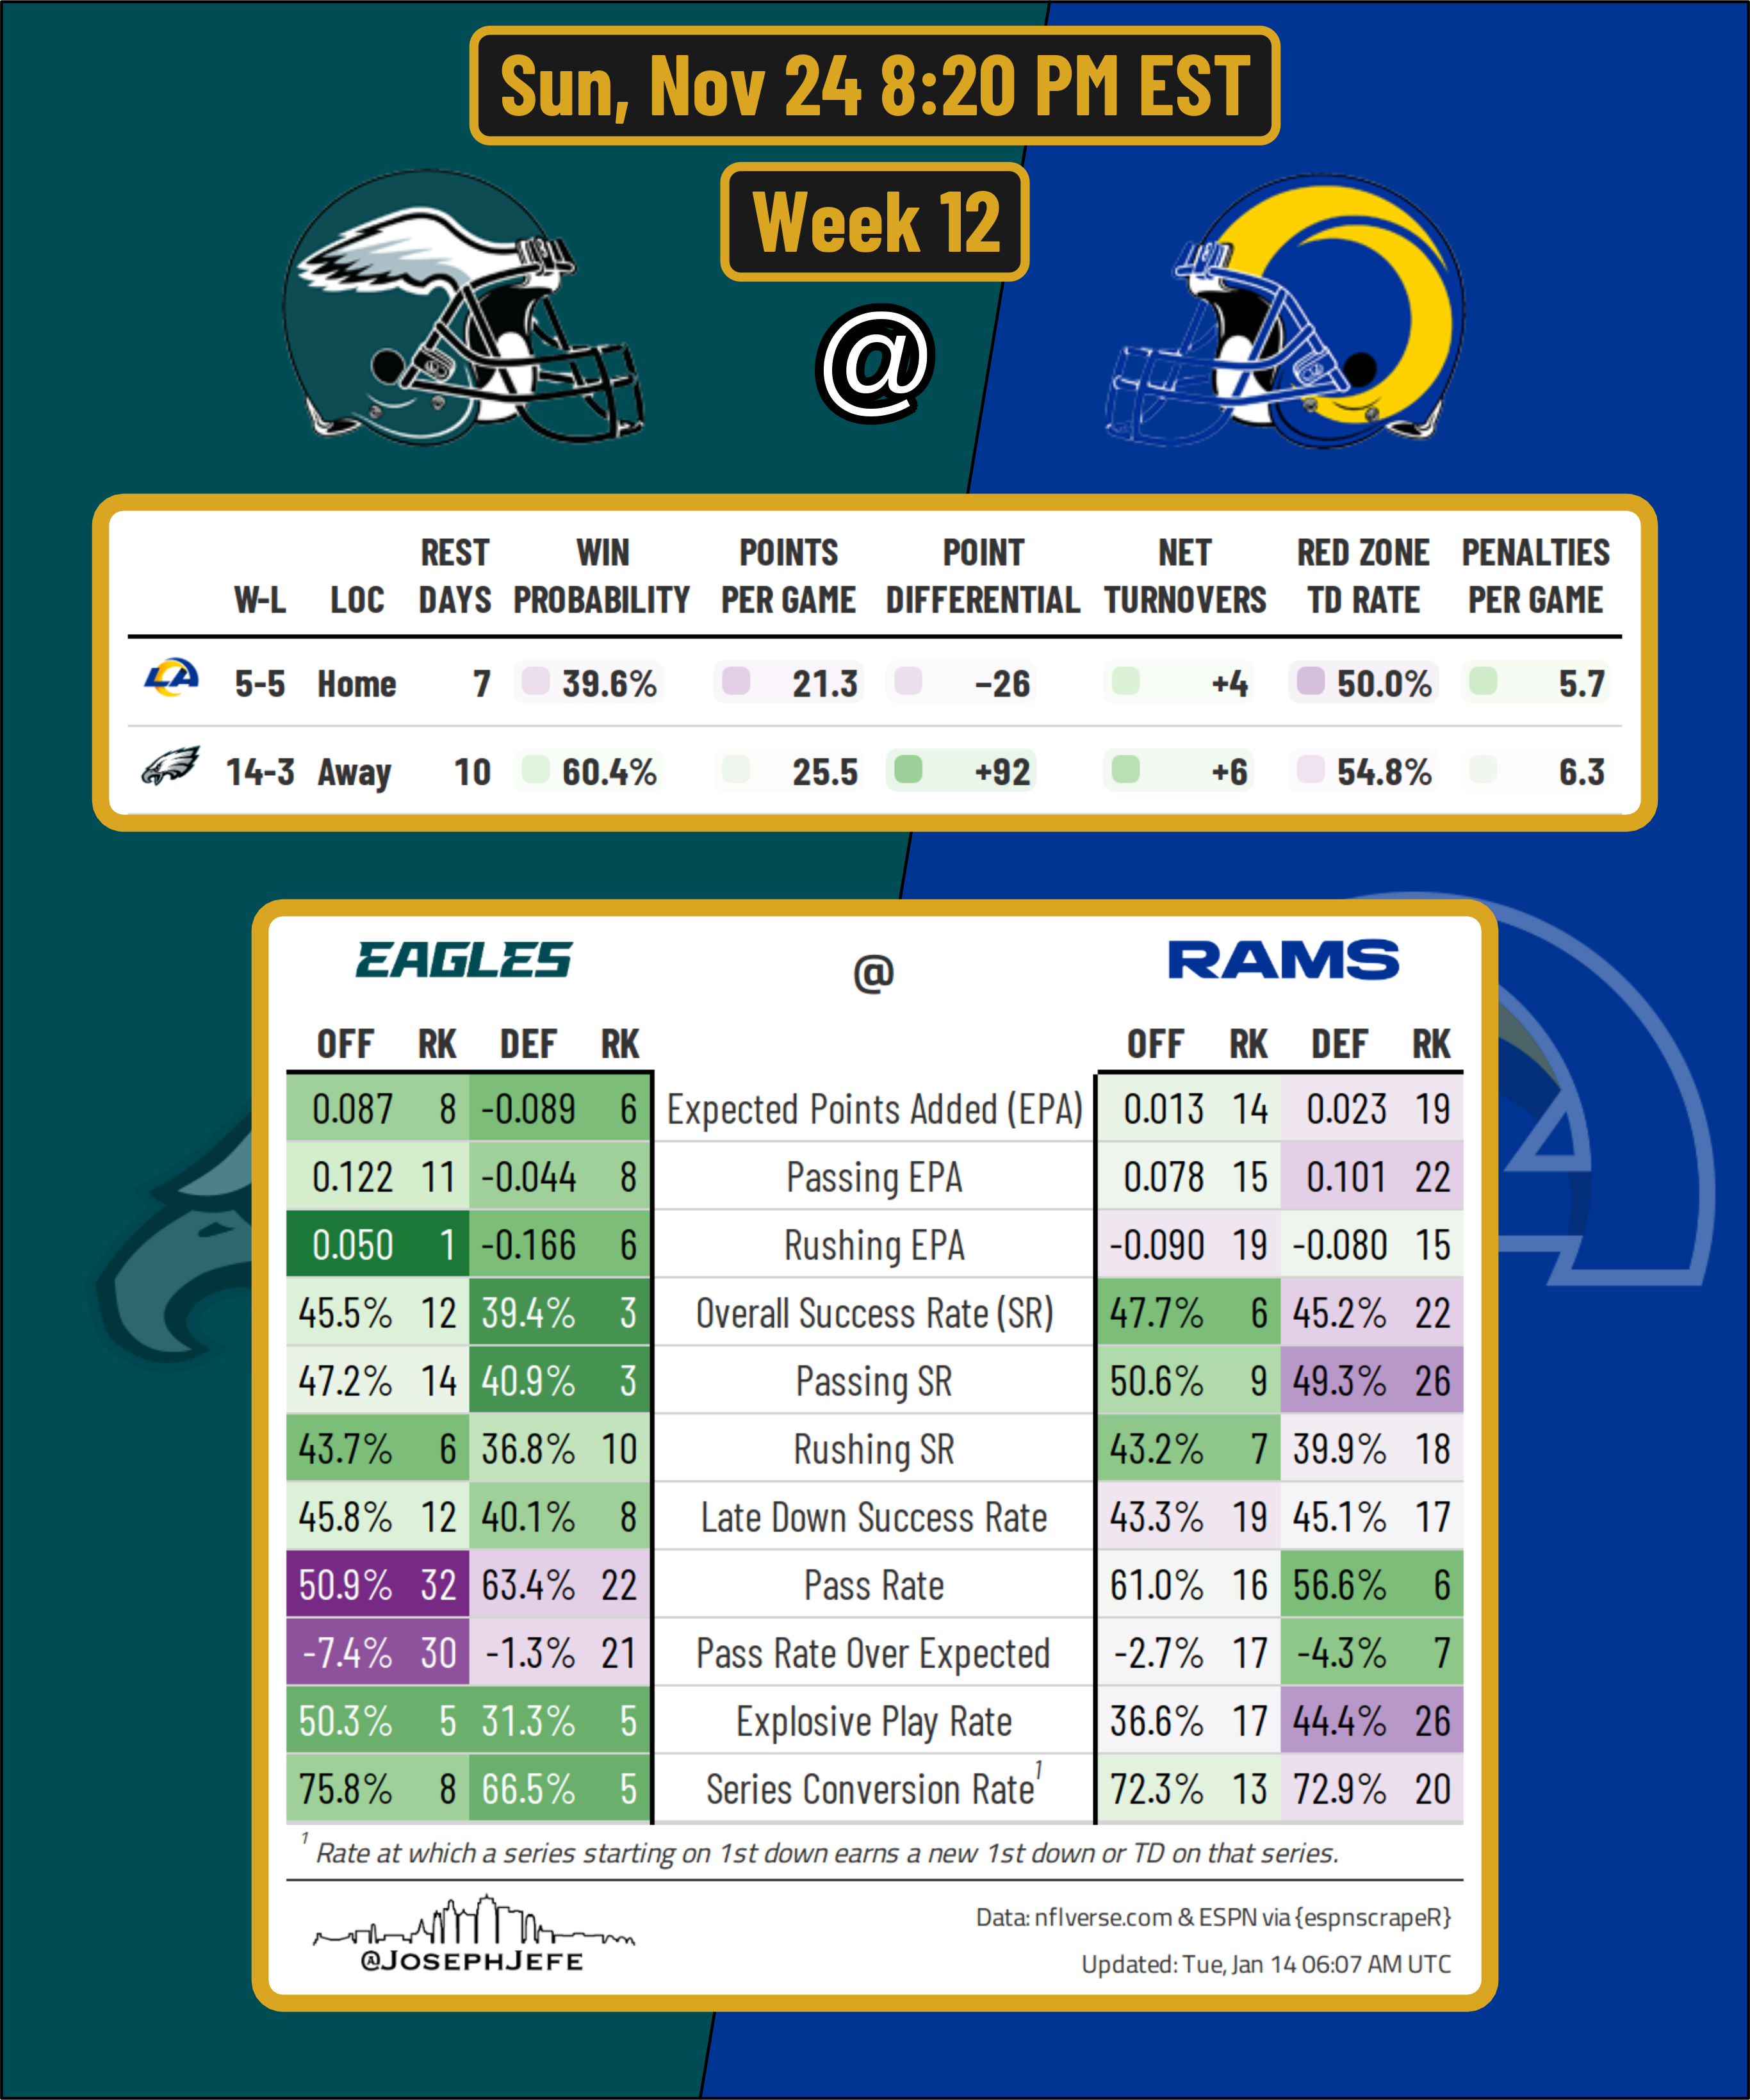 Sun, Nov 24 8:20 PM EST
Week 12
@
W-L LOC REST DAYS WIN PROBABILITY POINTS PER GAME POINT DIFFERENTIAL NET TURNOVERS RED ZONE TD RATE PENALTIES PER GAME
LA 5-5 Home 7 39.6% 21.3 −26 +4 50.0% 5.7
14-3 Away 10 60.4% 25.5 +92 +6 54.8% 6.3
EAGLES @ RAMS
OFF RK DEF RK OFF RK DEF RK
0.087 8 -0.089 6 Expected Points Added (EPA) 0.013 14 0.023 19
0.122 11 -0.044 8 Passing EPA 0.078 15 0.101 22
0.050 1 -0.166 6 Rushing EPA -0.090 19 -0.080 15
45.5% 12 39.4% 3 Overall Success Rate (SR) 47.7% 6 45.2% 22
47.2% 14 40.9% 3 Passing SR 50.6% 9 49.3% 26
43.7% 6 36.8% 10 Rushing SR 43.2% 7 39.9% 18
45.8% 12 40.1% 8 Late Down Success Rate 43.3% 19 45.1% 17
50.9% 32 63.4% 22 Pass Rate 61.0% 16 56.6% 6
-7.4% 30 -1.3% 21 Pass Rate Over Expected -2.7% 17 -4.3% 7
50.3% 5 31.3% 5 Explosive Play Rate 36.6% 17 44.4% 26
75.8% 8 66.5% 5 Series Conversion Rate¹ 72.3% 13 72.9% 20
¹ Rate at which a series starting on 1st down earns a new 1st down or TD on that series.
@JOSEPHJEFE
Data: nflverse.com & ESPN via {espnscrapeR}
Updated: Tue, Jan 14 06:07 AM UTC